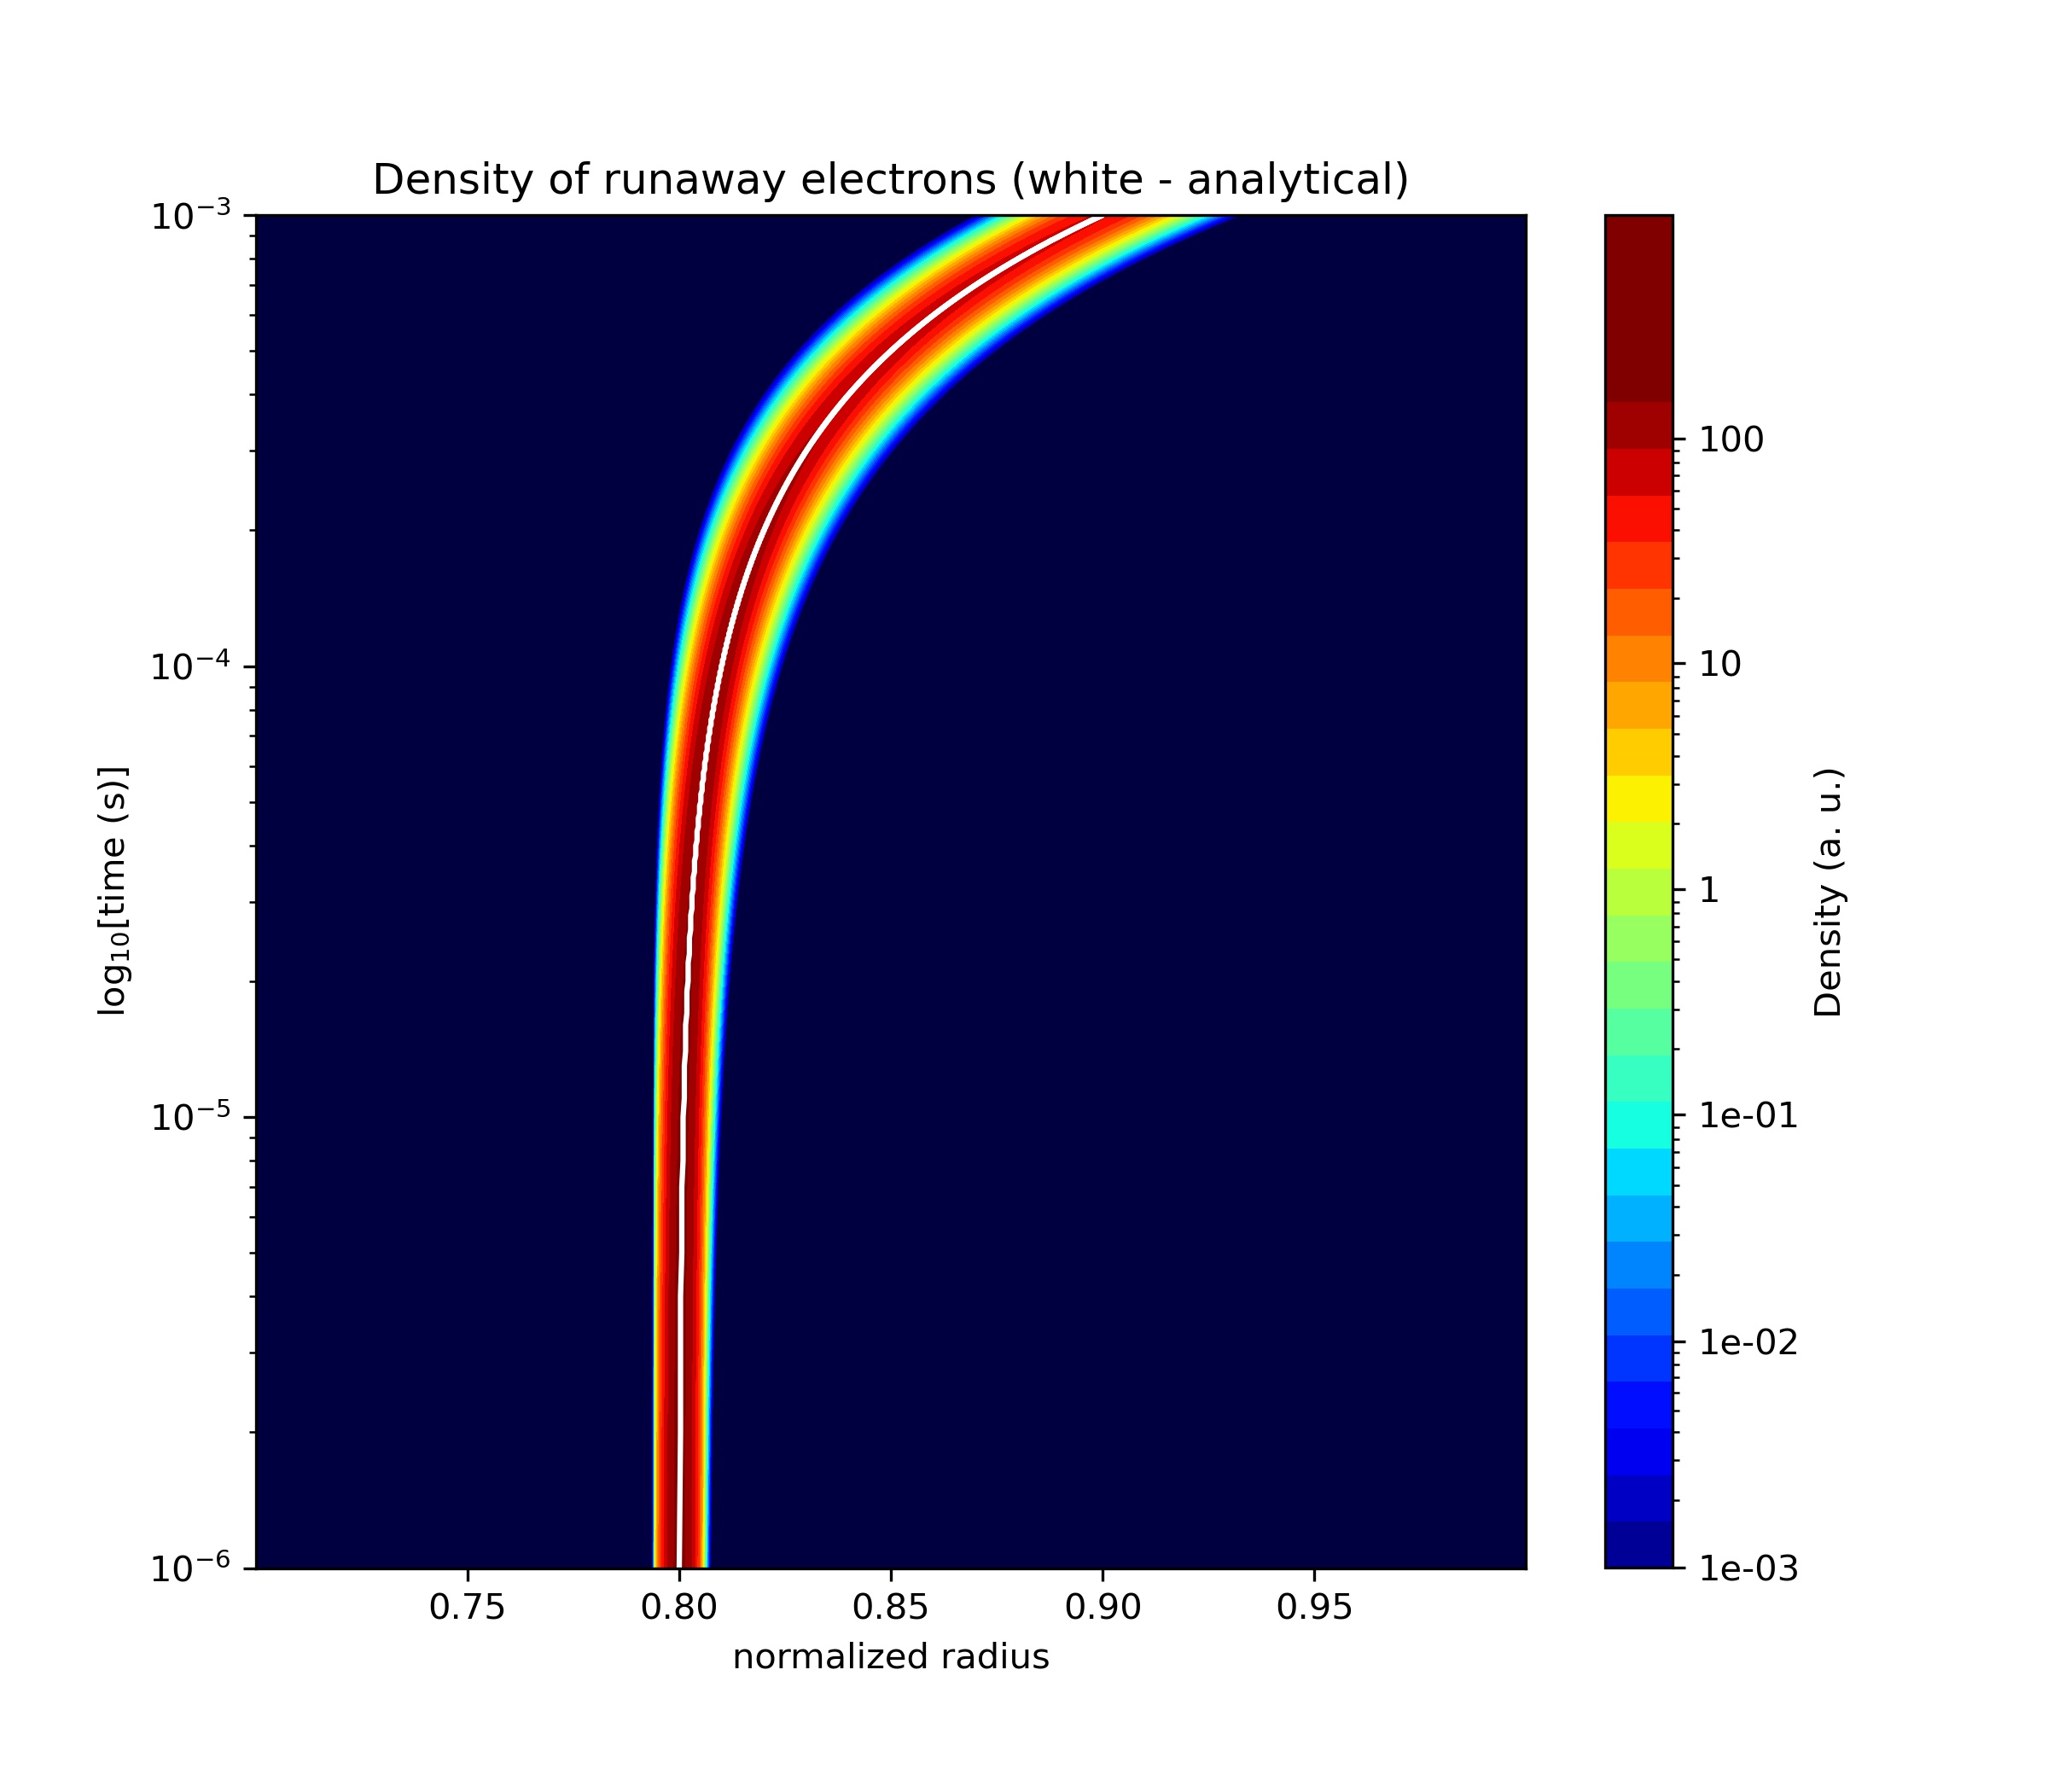 Density of runaway electrons (white - analytical)
10⁻³
10⁻⁴
10⁻⁵
10⁻⁶
log₁₀[time (s)]
0.75 0.80 0.85 0.90 0.95
normalized radius
100
10
1
1e-01
1e-02
1e-03
Density (a. u.)